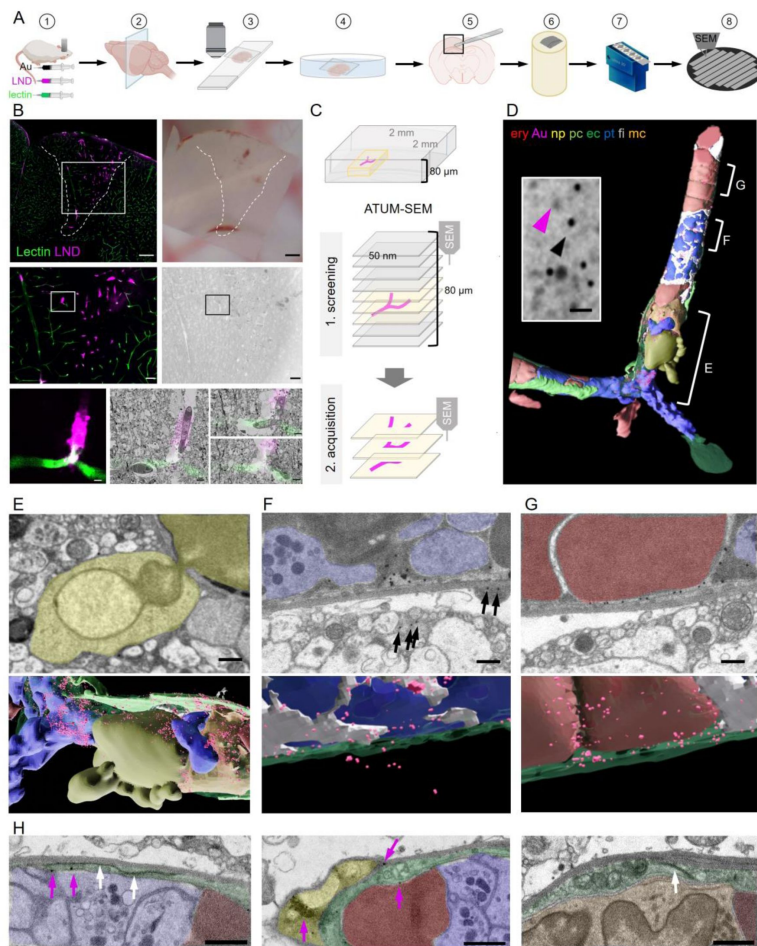 A
1
2
3
4
5
6
7
8
Au
LND
lectin
SEM
B
C
D
Lectin LND
2 mm
2 mm
80 µm
ATUM-SEM
1. screening
50 nm
SEM
80 µm
2. acquisition
SEM
ery Au np pc ec pt fi mc
G
F
E
E
F
G
H